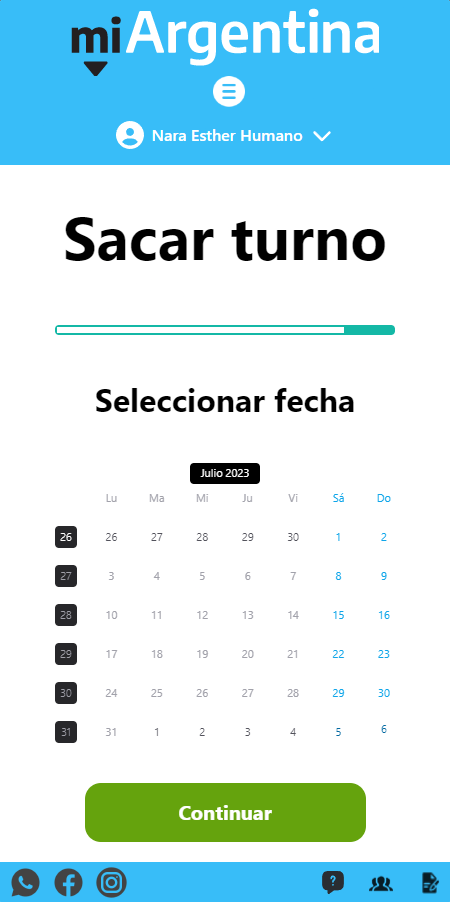 mi Argentina
Nara Esther Humano
Sacar turno
Seleccionar fecha
Julio 2023
Lu Ma Mi Ju Vi Sá Do
26 26 27 28 29 30 1 2
27 3 4 5 6 7 8 9
28 10 11 12 13 14 15 16
29 17 18 19 20 21 22 23
30 24 25 26 27 28 29 30
31 31 1 2 3 4 5 6
Continuar
?